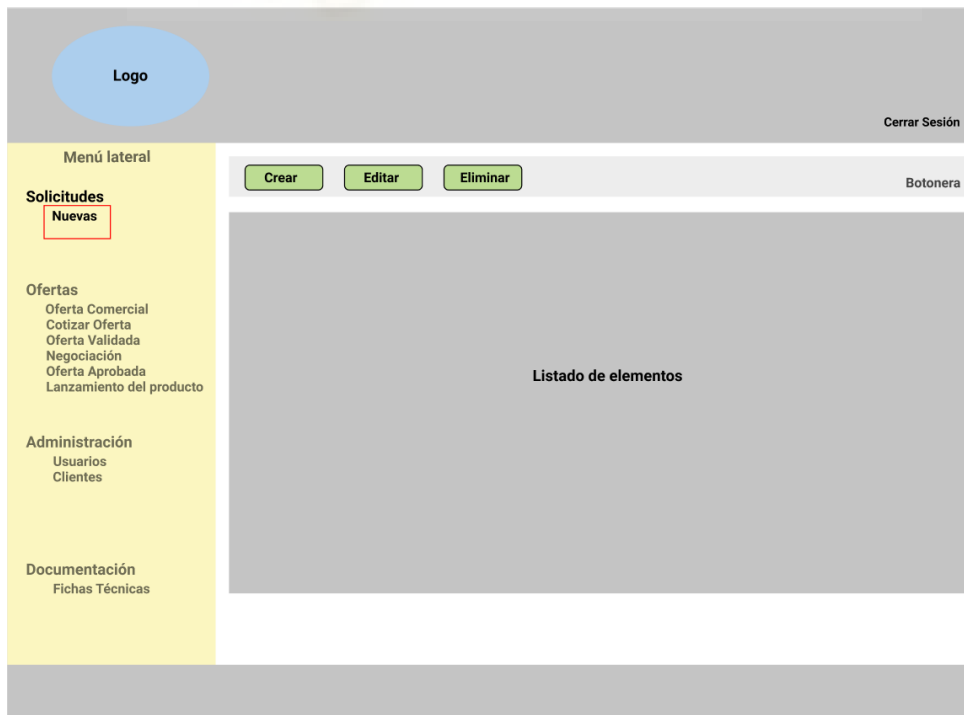 Logo
Cerrar Sesión
Menú lateral
Solicitudes
Nuevas
Ofertas
Oferta Comercial
Cotizar Oferta
Oferta Validada
Negociación
Oferta Aprobada
Lanzamiento del producto
Administración
Usuarios
Clientes
Documentación
Fichas Técnicas
Crear Editar Eliminar
Botonera
Listado de elementos